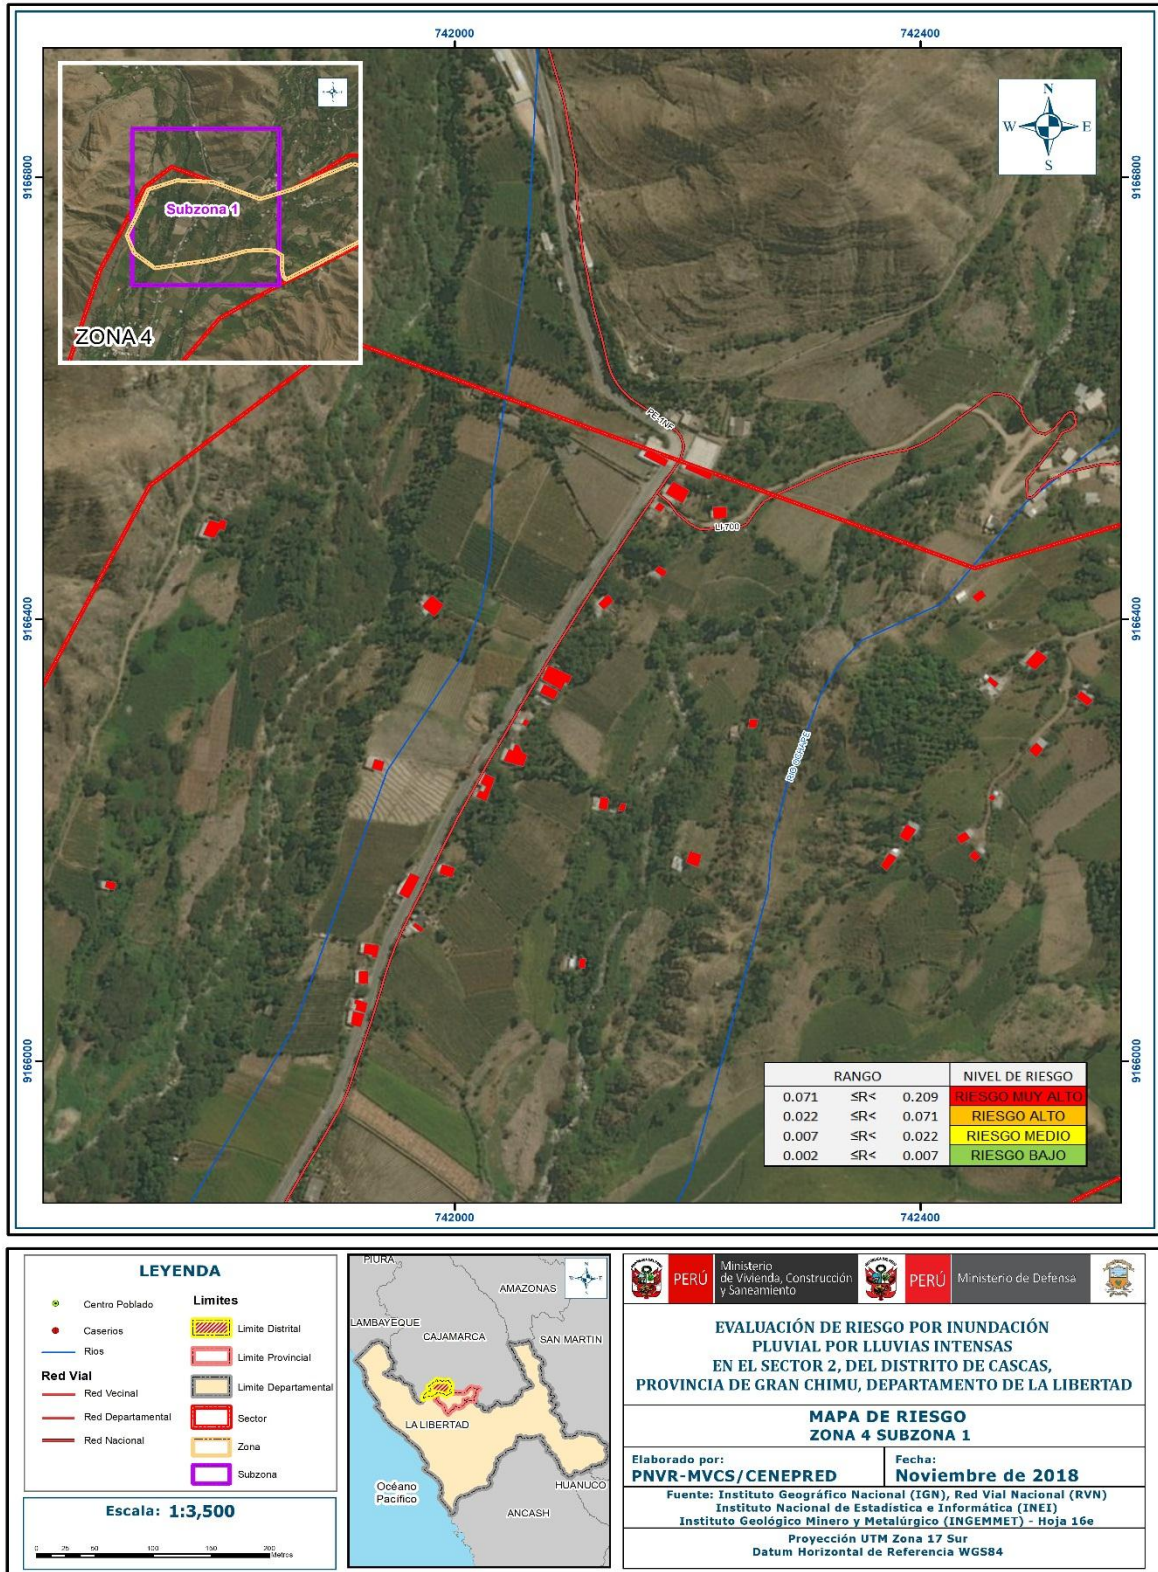 742000
742400
9166800
9166800
Subzona 1
ZONA 4
N
W
E
S
PE-1NF
LI 700
9166400
9166400
RIO OCHAPE
9166000
9166000
RANGO
NIVEL DE RIESGO
0.071 ≤R< 0.209 RIESGO MUY ALTO
0.022 ≤R< 0.071 RIESGO ALTO
0.007 ≤R< 0.022 RIESGO MEDIO
0.002 ≤R< 0.007 RIESGO BAJO
742000
742400
LEYENDA
Centro Poblado
Caserios
Rios
Red Vial
Red Vecinal
Red Departamental
Red Nacional
Limites
Limite Distrital
Limite Provincial
Limite Departamental
Sector
Zona
Subzona
Escala: 1:3,500
0 25 50 100 150 200
Metros
PIURA
AMAZONAS
LAMBAYEQUE
CAJAMARCA
SAN MARTIN
LA LIBERTAD
HUANUCO
Océano
Pacífico
ANCASH
PERÚ
Ministerio
de Vivienda, Construcción
y Saneamiento
PERÚ
Ministerio de Defensa
EVALUACIÓN DE RIESGO POR INUNDACIÓN
PLUVIAL POR LLUVIAS INTENSAS
EN EL SECTOR 2, DEL DISTRITO DE CASCAS,
PROVINCIA DE GRAN CHIMU, DEPARTAMENTO DE LA LIBERTAD
MAPA DE RIESGO
ZONA 4 SUBZONA 1
Elaborado por:
PNVR-MVCS/CENEPRED
Fecha:
Noviembre de 2018
Fuente: Instituto Geográfico Nacional (IGN), Red Vial Nacional (RVN)
Instituto Nacional de Estadística e Informática (INEI)
Instituto Geológico Minero y Metalúrgico (INGEMMET) - Hoja 16e
Proyección UTM Zona 17 Sur
Datum Horizontal de Referencia WGS84